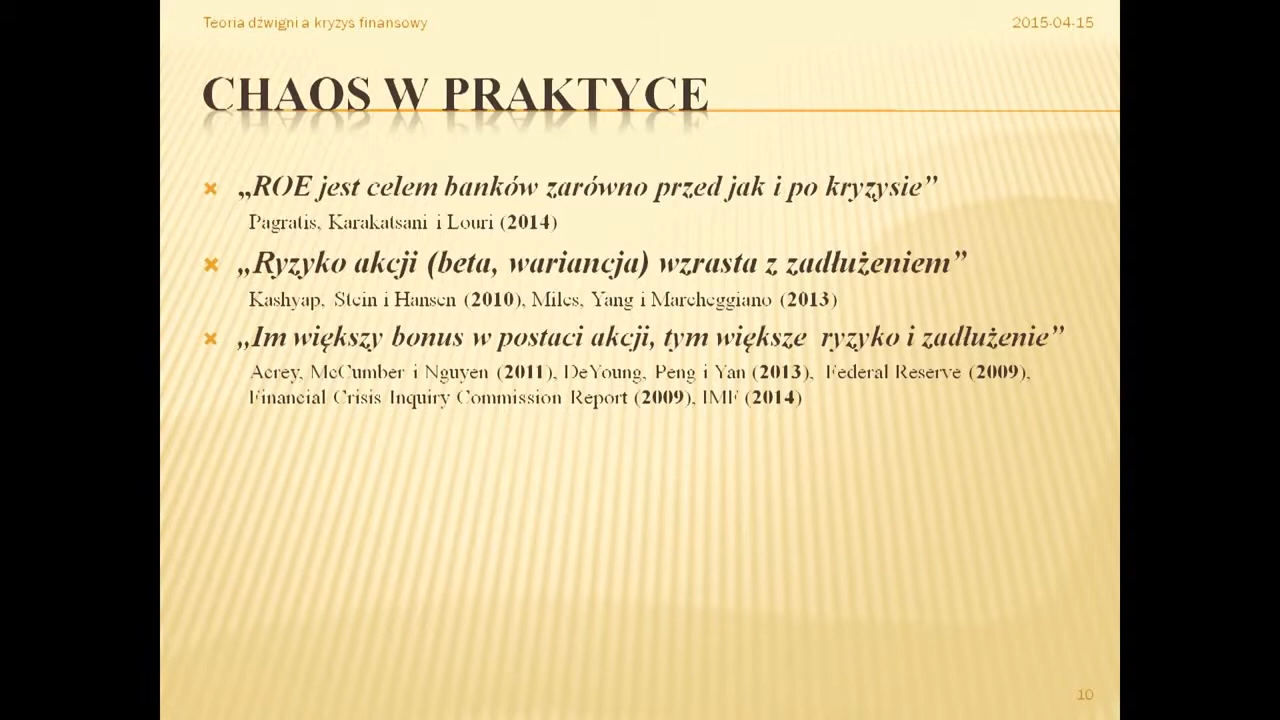 Teoria dźwigni a kryzys finansowy 2015-04-15
CHAOS W PRAKTYCE
„ROE jest celem banków zarówno przed jak i po kryzysie”
Pagratis, Karakatsani i Louri (2014)
„Ryzyko akcji (beta, wariancja) wzrasta z zadłużeniem”
Kashyap, Stein i Hansen (2010), Miles, Yang i Marcheggiano (2013)
„Im większy bonus w postaci akcji, tym większe ryzyko i zadłużenie”
Acrey, McCumber i Nguyen (2011), DeYoung, Peng i Yan (2013), Federal Reserve (2009),
Financial Crisis Inquiry Commission Report (2009), IMF (2014)
10